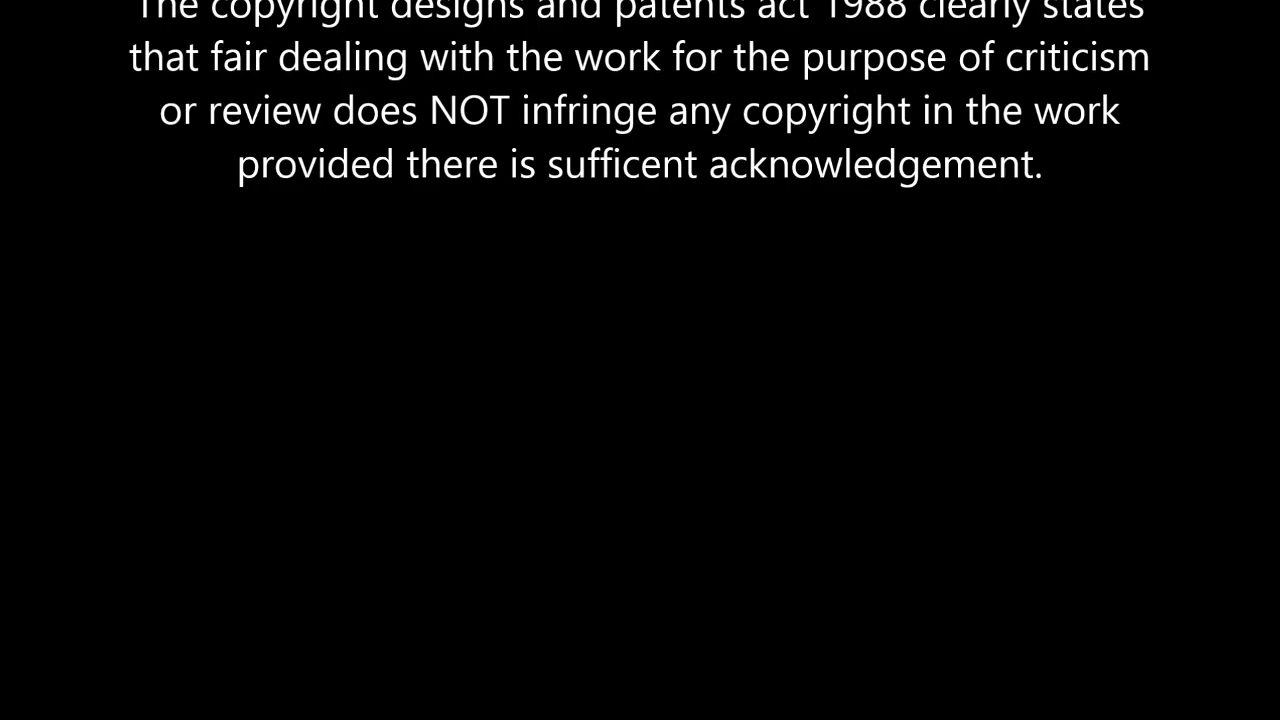 The copyright designs and patents act 1988 clearly states
that fair dealing with the work for the purpose of criticism
or review does NOT infringe any copyright in the work
provided there is sufficent acknowledgement.